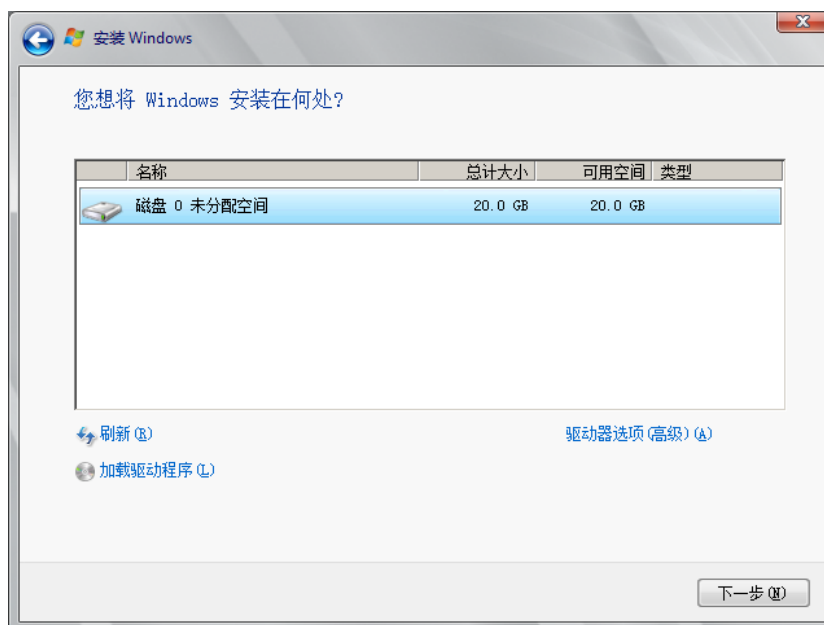 安装 Windows
您想将 Windows 安装在何处?
名称 总计大小 可用空间 类型
磁盘 0 未分配空间 20.0 GB 20.0 GB
刷新(R) 驱动器选项(高级)(A)
加载驱动程序(L)
下一步(N)